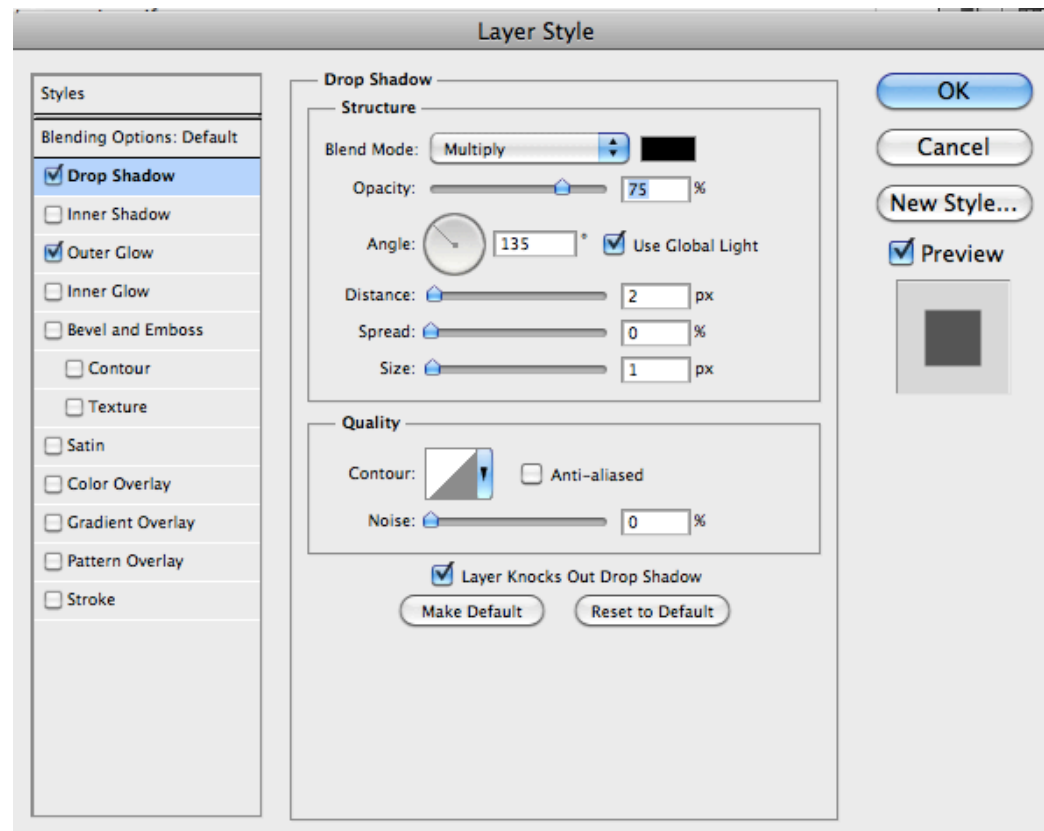 Layer Style
Styles
Blending Options: Default
Drop Shadow
Inner Shadow
Outer Glow
Inner Glow
Bevel and Emboss
Contour
Texture
Satin
Color Overlay
Gradient Overlay
Pattern Overlay
Stroke
Drop Shadow
Structure
Blend Mode: Multiply
Opacity: 75 %
Angle: 135 ° Use Global Light
Distance: 2 px
Spread: 0 %
Size: 1 px
Quality
Contour: Anti-aliased
Noise: 0 %
Layer Knocks Out Drop Shadow
Make Default Reset to Default
OK
Cancel
New Style...
Preview